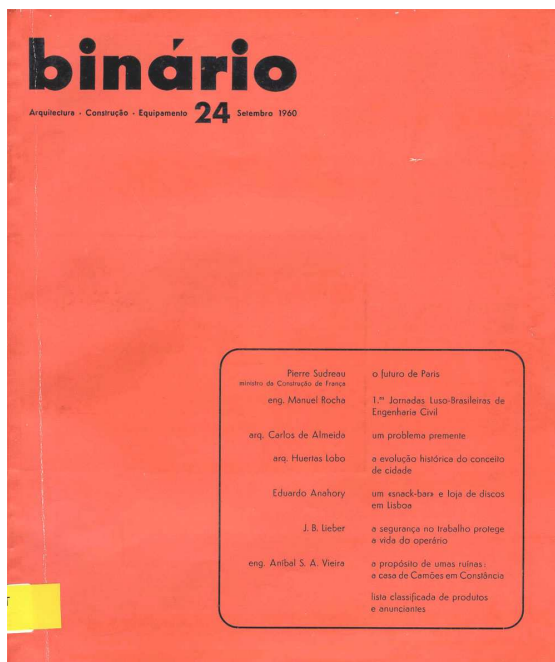 binário
Arquitectura - Construção - Equipamento 24 Setembro 1960
Pierre Sudreau o futuro de Paris
ministro da Construção de França
eng. Manuel Rocha 1.ªˢ Jornadas Luso-Brasileiras de
Engenharia Civil
arq. Carlos de Almeida um problema premente
arq. Huertas Lobo a evolução histórica do conceito
de cidade
Eduardo Anahory um «snack-bar» e loja de discos
em Lisboa
J. B. Lieber a segurança no trabalho protege
a vida do operário
eng. Aníbal S. A. Vieira a propósito de umas ruínas:
a casa de Camões em Constância
lista classificada de produtos
e anunciantes
T